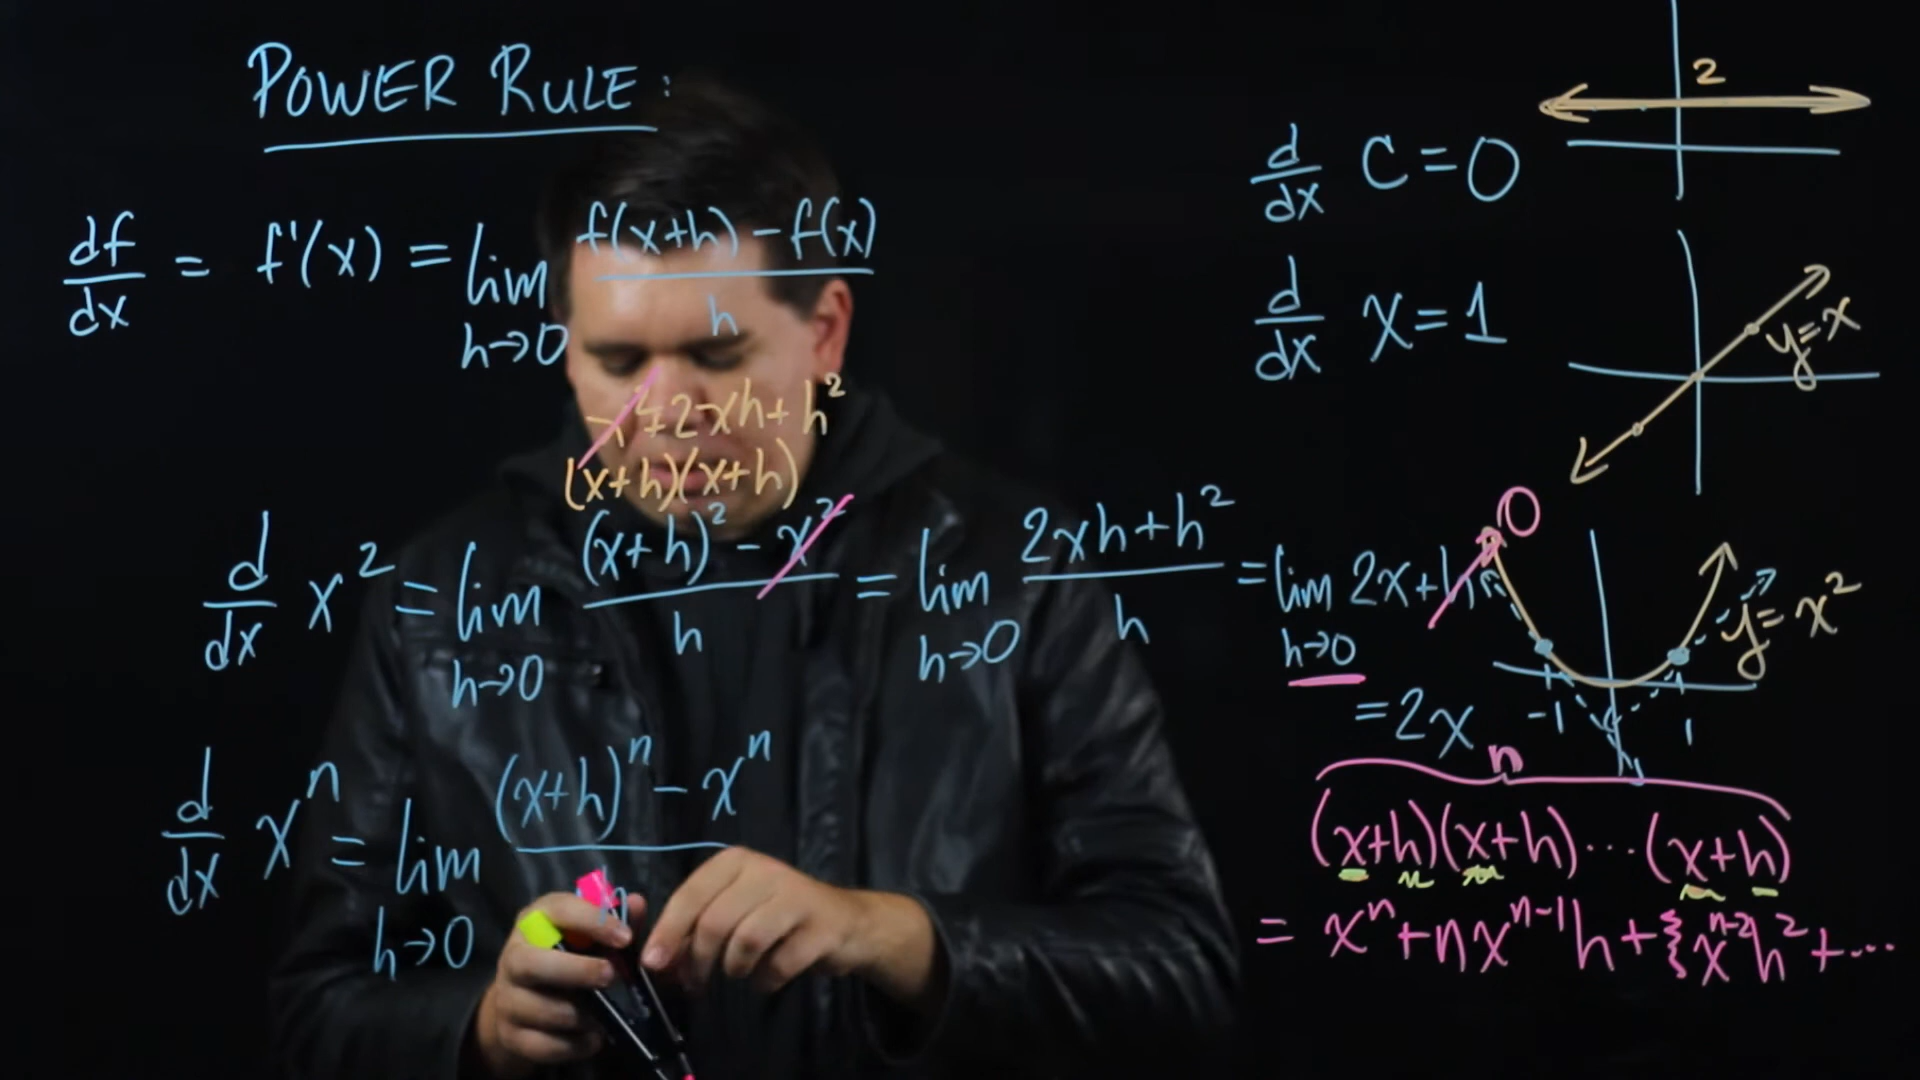 POWER RULE:
df/dx = f'(x) = lim h→0 f(x+h) - f(x) / h
+2xh+h²
(x+h)(x+h)
d/dx x² = lim h→0 (x+h)² - x² / h = lim h→0 2xh+h² / h = lim h→0 2x+h
0
= 2x
d/dx xⁿ = lim h→0 (x+h)ⁿ - xⁿ / h
2
d/dx C = 0
d/dx x = 1
y=x
y=x²
-1 1
n
(x+h)(x+h)...(x+h)
= xⁿ+nxⁿ⁻¹h+ xⁿ⁻²h²+...